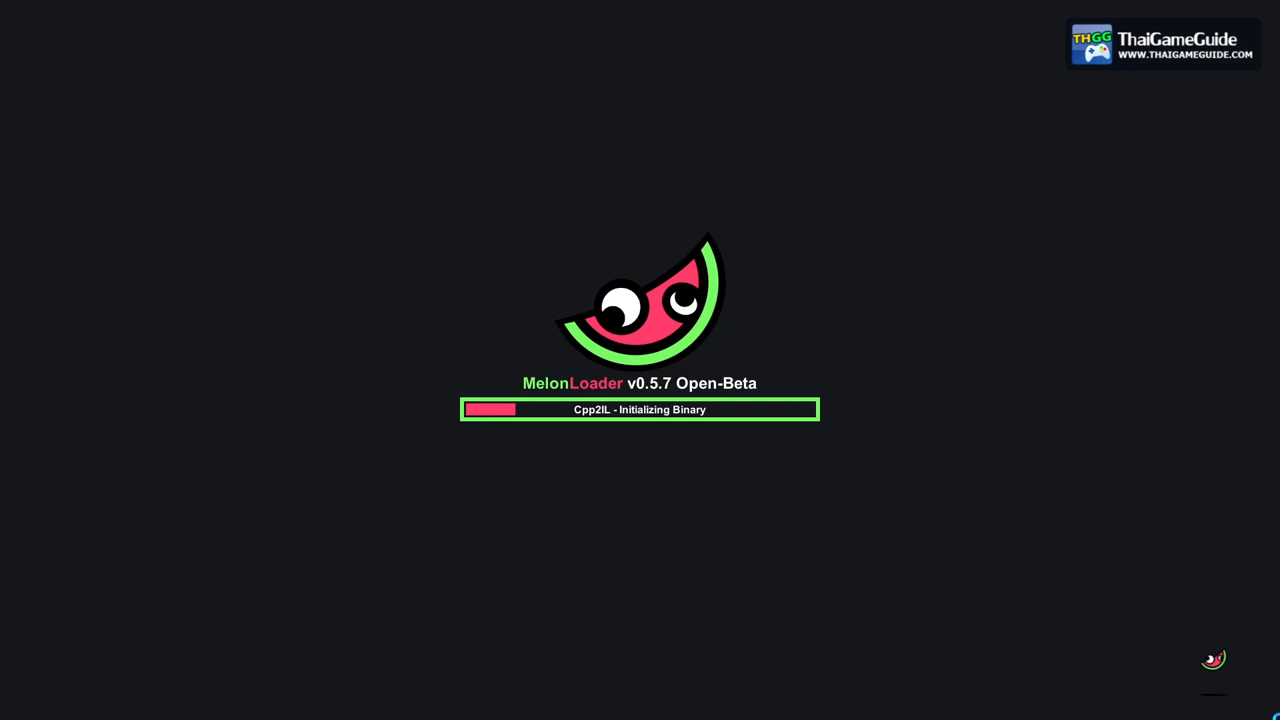 THGG
ThaiGameGuide
WWW.THAIGAMEGUIDE.COM
MelonLoader v0.5.7 Open-Beta
Cpp2IL - Initializing Binary